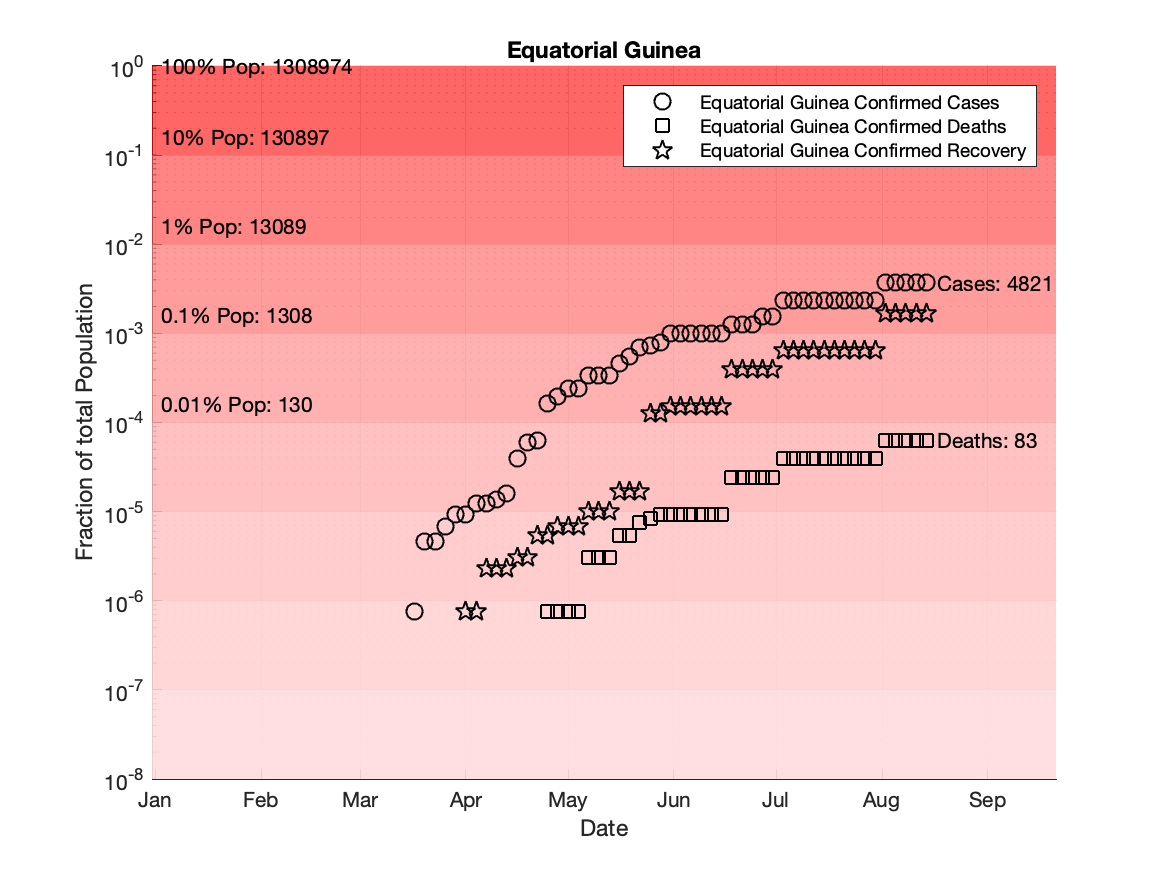 Equatorial Guinea
10^0
100% Pop: 1308974
Equatorial Guinea Confirmed Cases
Equatorial Guinea Confirmed Deaths
Equatorial Guinea Confirmed Recovery
10% Pop: 130897
10^-1
1% Pop: 13089
10^-2
Cases: 4821
0.1% Pop: 1308
10^-3
0.01% Pop: 130
10^-4
Deaths: 83
10^-5
10^-6
10^-7
10^-8
Fraction of total Population
Jan Feb Mar Apr May Jun Jul Aug Sep
Date